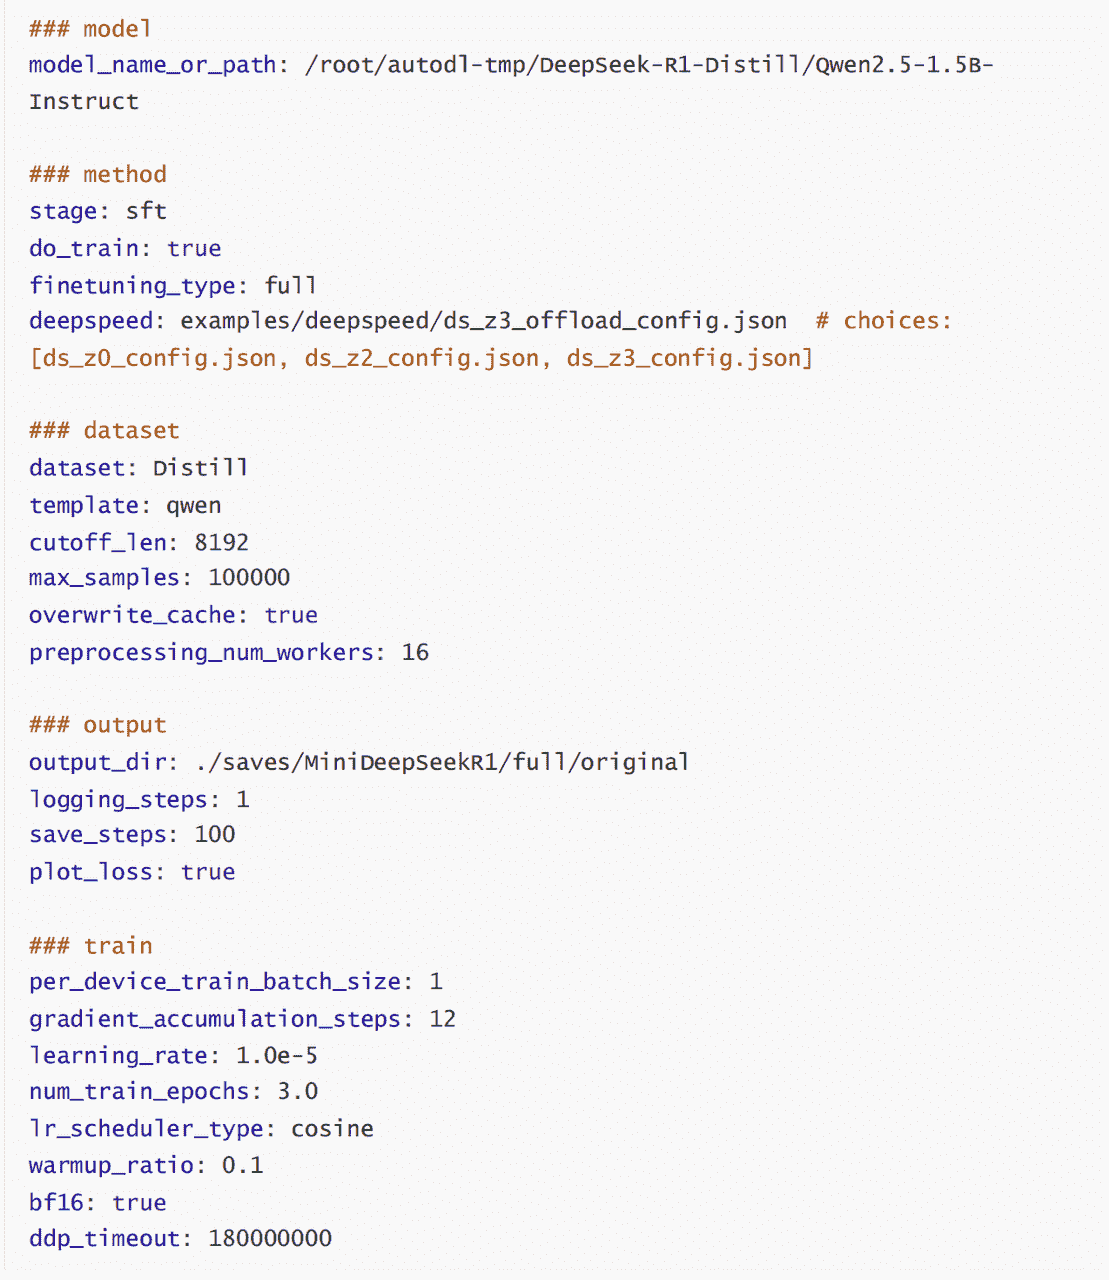 ### model
model_name_or_path: /root/autodl-tmp/DeepSeek-R1-Distill/Qwen2.5-1.5B-
Instruct
### method
stage: sft
do_train: true
finetuning_type: full
deepspeed: examples/deepspeed/ds_z3_offload_config.json  # choices:
[ds_z0_config.json, ds_z2_config.json, ds_z3_config.json]
### dataset
dataset: Distill
template: qwen
cutoff_len: 8192
max_samples: 100000
overwrite_cache: true
preprocessing_num_workers: 16
### output
output_dir: ./saves/MiniDeepSeekR1/full/original
logging_steps: 1
save_steps: 100
plot_loss: true
### train
per_device_train_batch_size: 1
gradient_accumulation_steps: 12
learning_rate: 1.0e-5
num_train_epochs: 3.0
lr_scheduler_type: cosine
warmup_ratio: 0.1
bf16: true
ddp_timeout: 180000000